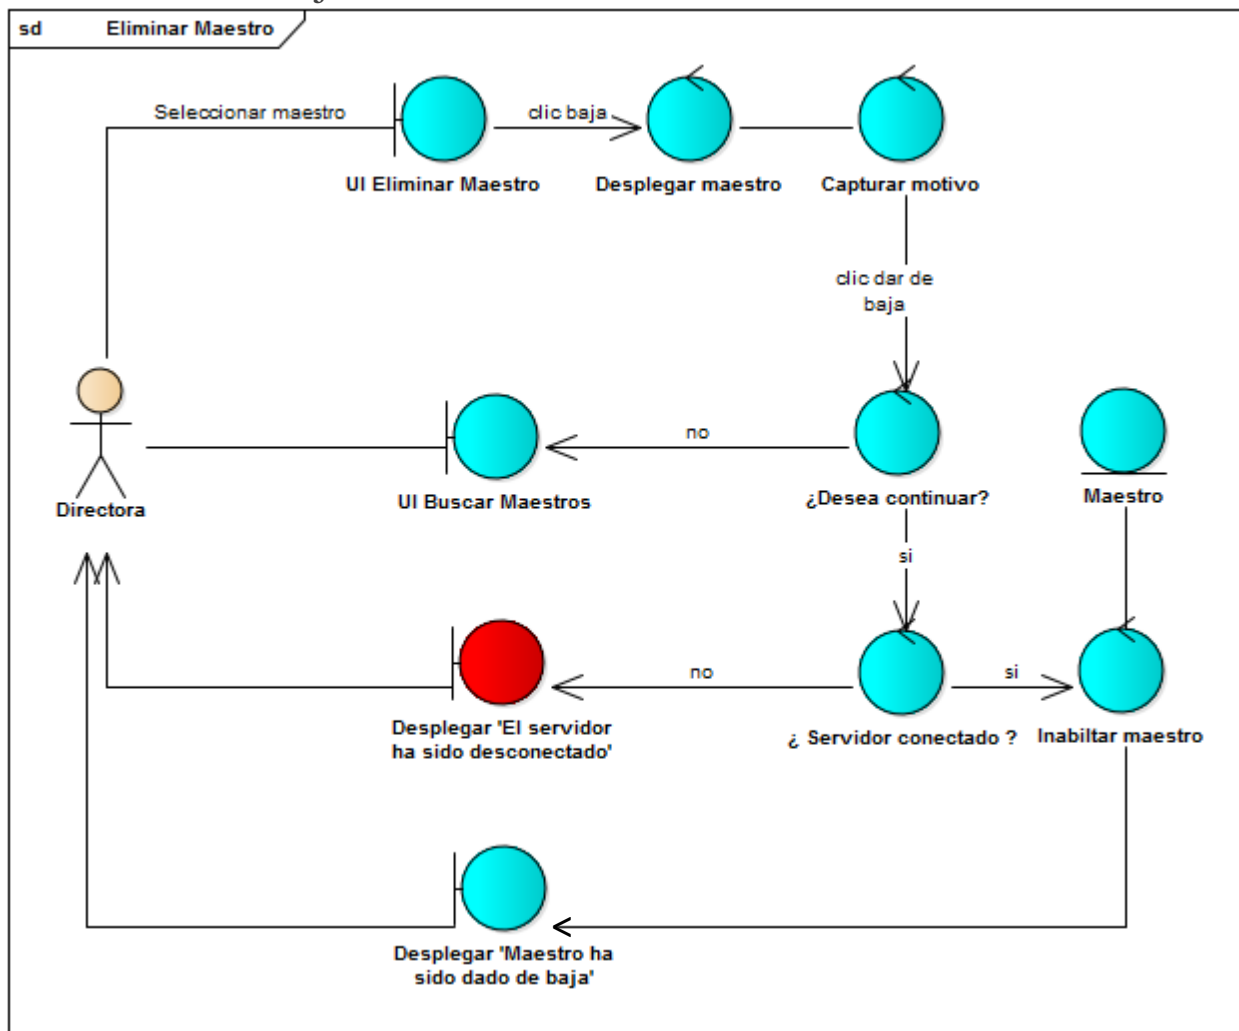 sd Eliminar Maestro
Seleccionar maestro
clic baja
UI Eliminar Maestro
Desplegar maestro
Capturar motivo
clic dar de
baja
no
Directora
UI Buscar Maestros
¿Desea continuar?
Maestro
si
no
si
Desplegar 'El servidor
ha sido desconectado'
¿ Servidor conectado ?
Inabiltar maestro
Desplegar 'Maestro ha
sido dado de baja'